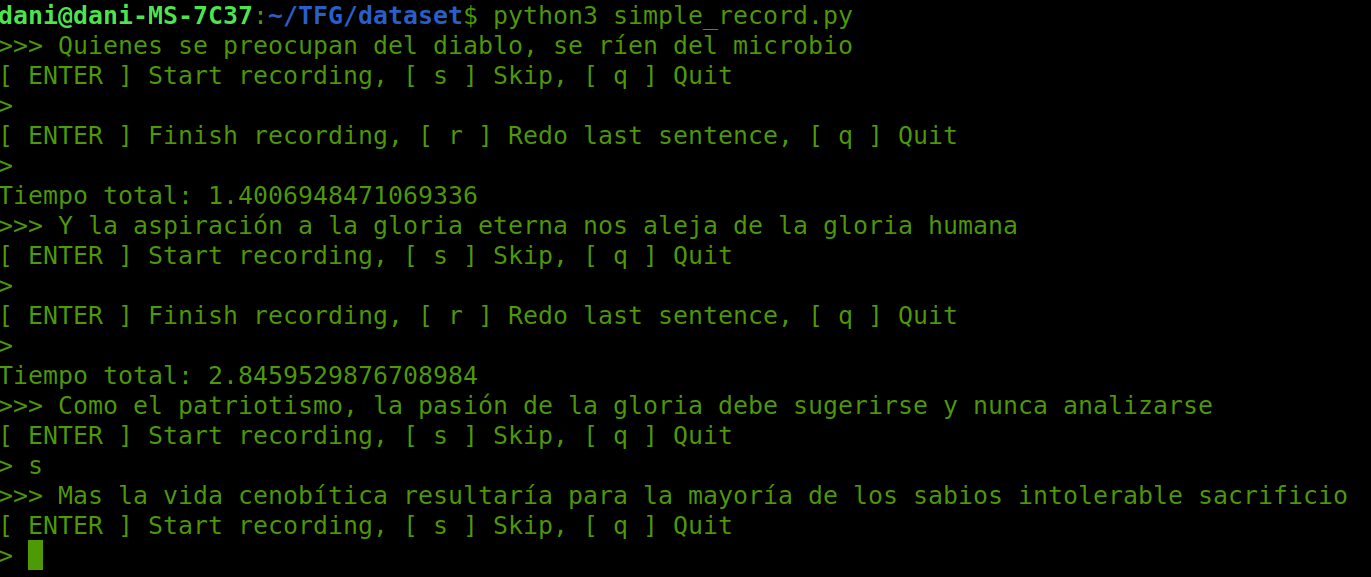 dani@dani-MS-7C37:~/TFG/dataset$ python3 simple_record.py
>>> Quienes se preocupan del diablo, se ríen del microbio
[ ENTER ] Start recording, [ s ] Skip, [ q ] Quit
>
[ ENTER ] Finish recording, [ r ] Redo last sentence, [ q ] Quit
>
Tiempo total: 1.4006948471069336
>>> Y la aspiración a la gloria eterna nos aleja de la gloria humana
[ ENTER ] Start recording, [ s ] Skip, [ q ] Quit
>
[ ENTER ] Finish recording, [ r ] Redo last sentence, [ q ] Quit
>
Tiempo total: 2.8459529876708984
>>> Como el patriotismo, la pasión de la gloria debe sugerirse y nunca analizarse
[ ENTER ] Start recording, [ s ] Skip, [ q ] Quit
> s
>>> Mas la vida cenobítica resultaría para la mayoría de los sabios intolerable sacrificio
[ ENTER ] Start recording, [ s ] Skip, [ q ] Quit
>